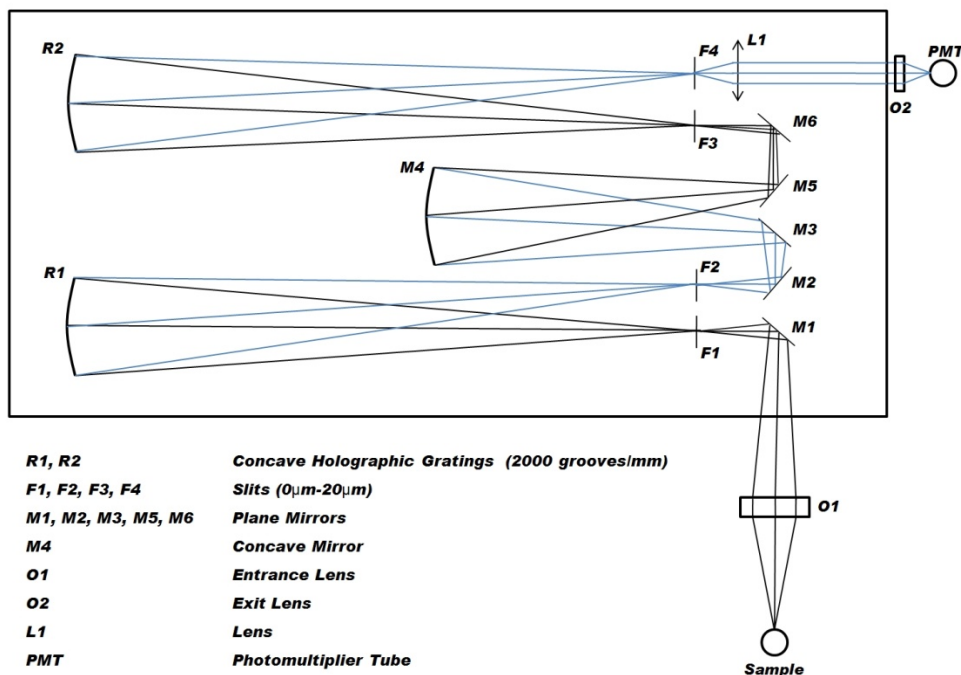 R2
F4
L1
PMT
O2
M6
F3
M4
M5
M3
R1
F2
M2
M1
F1
O1
R1, R2 Concave Holographic Gratings (2000 grooves/mm)
F1, F2, F3, F4 Slits (0µm-20µm)
M1, M2, M3, M5, M6 Plane Mirrors
M4 Concave Mirror
O1 Entrance Lens
O2 Exit Lens
L1 Lens
PMT Photomultiplier Tube
Sample